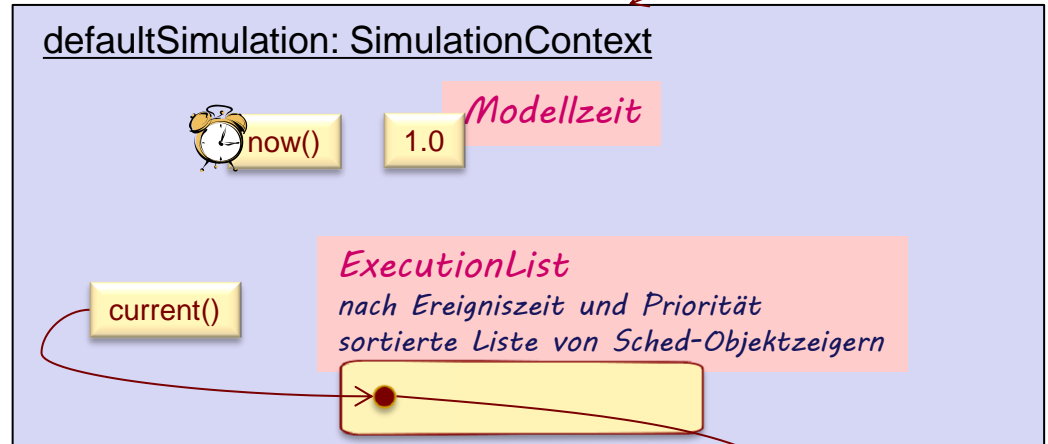 defaultSimulation: SimulationContext
Modellzeit
now()
1.0
ExecutionList
nach Ereigniszeit und Priorität
sortierte Liste von Sched-Objektzeigern
current()